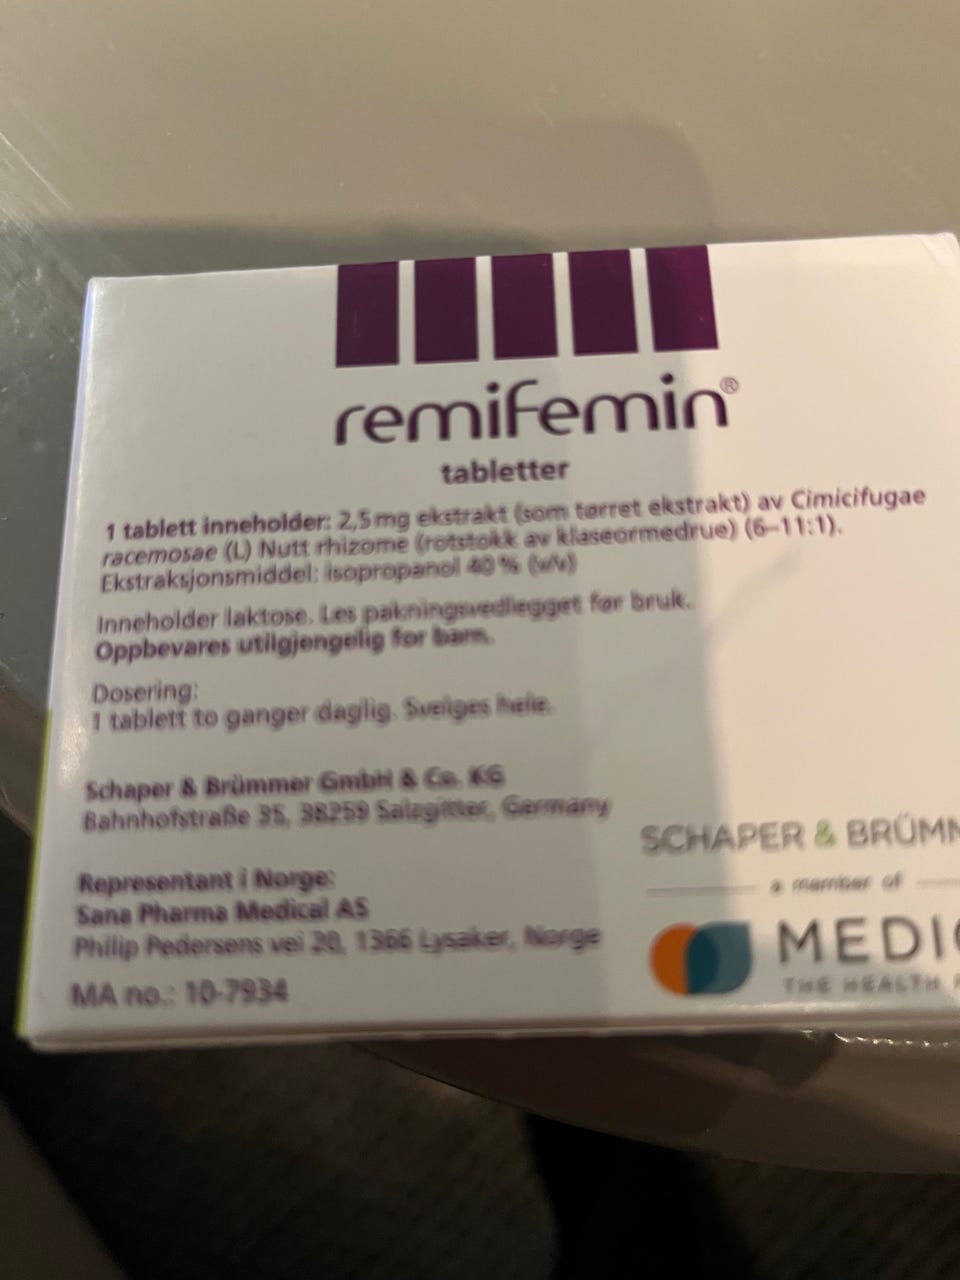 remifemin®
tabletter
1 tablett inneholder: 2,5 mg ekstrakt (som tørret ekstrakt) av Cimicifugae
racemosae (L) Nutt rhizome (rotstokk av klaseormedrue) (6–11:1).
Ekstraksjonsmiddel: isopropanol 40 % (v/v)
Inneholder laktose. Les pakningsvedlegget før bruk.
Oppbevares utilgjengelig for barn.
Dosering:
1 tablett to ganger daglig. Svelges hele.
Schaper & Brümmer GmbH & Co. KG
Bahnhofstraße 35, 38259 Salzgitter, Germany
Representant i Norge:
Sana Pharma Medical AS
Philip Pedersens vei 20, 1366 Lysaker, Norge
MA no.: 10-7934
SCHAPER & BRÜMM
a member of
MEDIC
THE HEALTH